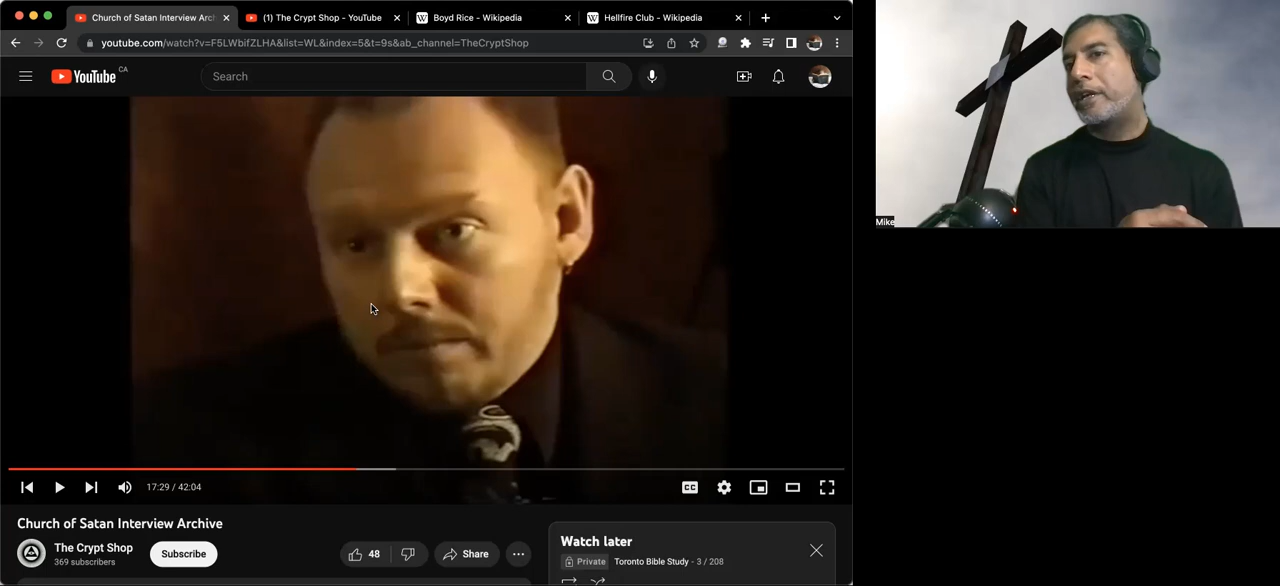 Church of Satan Interview Arch
(1) The Crypt Shop - YouTube
Boyd Rice - Wikipedia
Hellfire Club - Wikipedia
youtube.com/watch?v=F5LWbifZLHA&list=WL&index=5&t=9s&ab_channel=TheCryptShop
YouTube CA
Search
Mike
17:29 / 42:04
CC
Church of Satan Interview Archive
The Crypt Shop
369 subscribers
Subscribe
48
Share
Watch later
Private
Toronto Bible Study - 3 / 208